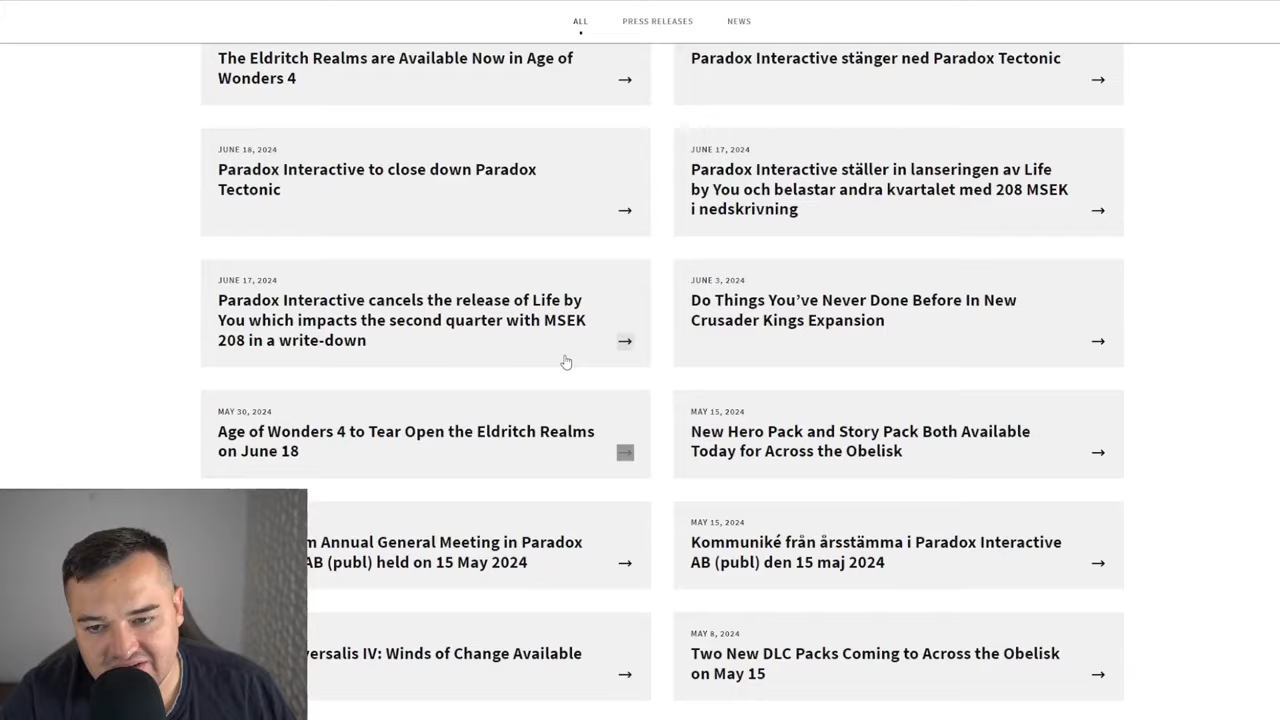 ALL
PRESS RELEASES
NEWS
The Eldritch Realms are Available Now in Age of
Wonders 4
Paradox Interactive stänger ned Paradox Tectonic
JUNE 18, 2024
Paradox Interactive to close down Paradox
Tectonic
JUNE 17, 2024
Paradox Interactive ställer in lanseringen av Life
by You och belastar andra kvartalet med 208 MSEK
i nedskrivning
JUNE 17, 2024
Paradox Interactive cancels the release of Life by
You which impacts the second quarter with MSEK
208 in a write-down
JUNE 3, 2024
Do Things You’ve Never Done Before In New
Crusader Kings Expansion
MAY 30, 2024
Age of Wonders 4 to Tear Open the Eldritch Realms
on June 18
MAY 15, 2024
New Hero Pack and Story Pack Both Available
Today for Across the Obelisk
Annual General Meeting in Paradox
AB (publ) held on 15 May 2024
MAY 15, 2024
Kommuniké från årsstämma i Paradox Interactive
AB (publ) den 15 maj 2024
IV: Winds of Change Available
MAY 8, 2024
Two New DLC Packs Coming to Across the Obelisk
on May 15